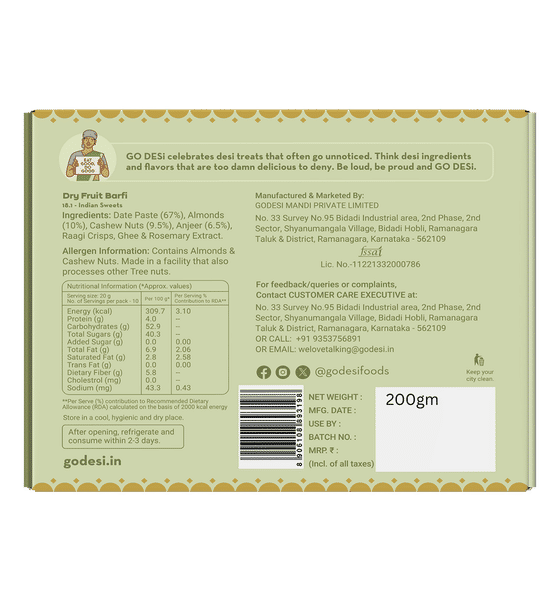 EAT GOOD, GO GOOD
GO DESi celebrates desi treats that often go unnoticed. Think desi ingredients
and flavors that are too damn delicious to deny. Be loud, be proud and GO DESi.
Dry Fruit Barfi
18.1 - Indian Sweets
Ingredients: Date Paste (67%), Almonds
(10%), Cashew Nuts (9.5%), Anjeer (6.5%),
Raagi Crisps, Ghee & Rosemary Extract.
Allergen Information: Contains Almonds &
Cashew Nuts. Made in a facility that also
processes other Tree nuts.
Nutritional Information (*Approx. values)
Serving size: 20 g
No. of Servings per pack - 10
Per 100 g*
Per Serving %
Contribution to RDA**
Energy (kcal) 309.7 3.10
Protein (g) 4.0 --
Carbohydrates (g) 52.9 --
Total Sugars (g) 40.3 --
Added Sugar (g) 0.0 0.00
Total Fat (g) 6.9 2.06
Saturated Fat (g) 2.8 2.58
Trans Fat (g) 0.0 0.00
Dietary Fiber (g) 5.8 --
Cholestrol (mg) 0.0 --
Sodium (mg) 43.3 0.43
**Per Serve (%) contribution to Recommended Dietary
Allowance (RDA) calculated on the basis of 2000 kcal energy
Store in a cool, hygienic and dry place.
After opening, refrigerate and
consume within 2-3 days.
godesi.in
Manufactured & Marketed By:
GODESI MANDI PRIVATE LIMITED
No. 33 Survey No.95 Bidadi Industrial area, 2nd Phase, 2nd
Sector, Shyanumangala Village, Bidadi Hobli, Ramanagara
Taluk & District, Ramanagara, Karnataka - 562109
fssai
Lic. No.-11221332000786
For feedback/queries or complaints,
Contact CUSTOMER CARE EXECUTIVE at:
No. 33 Survey No.95 Bidadi Industrial area, 2nd Phase, 2nd
Sector, Shyanumangala Village, Bidadi Hobli, Ramanagara
Taluk & District, Ramanagara, Karnataka - 562109
OR CALL: +91 9353756891
OR EMAIL: welovetalking@godesi.in
@godesifoods
Keep your
city clean.
8 906108 893198
NET WEIGHT : 200gm
MFG. DATE :
USE BY :
BATCH NO. :
MRP. ₹ :
(Incl. of all taxes)